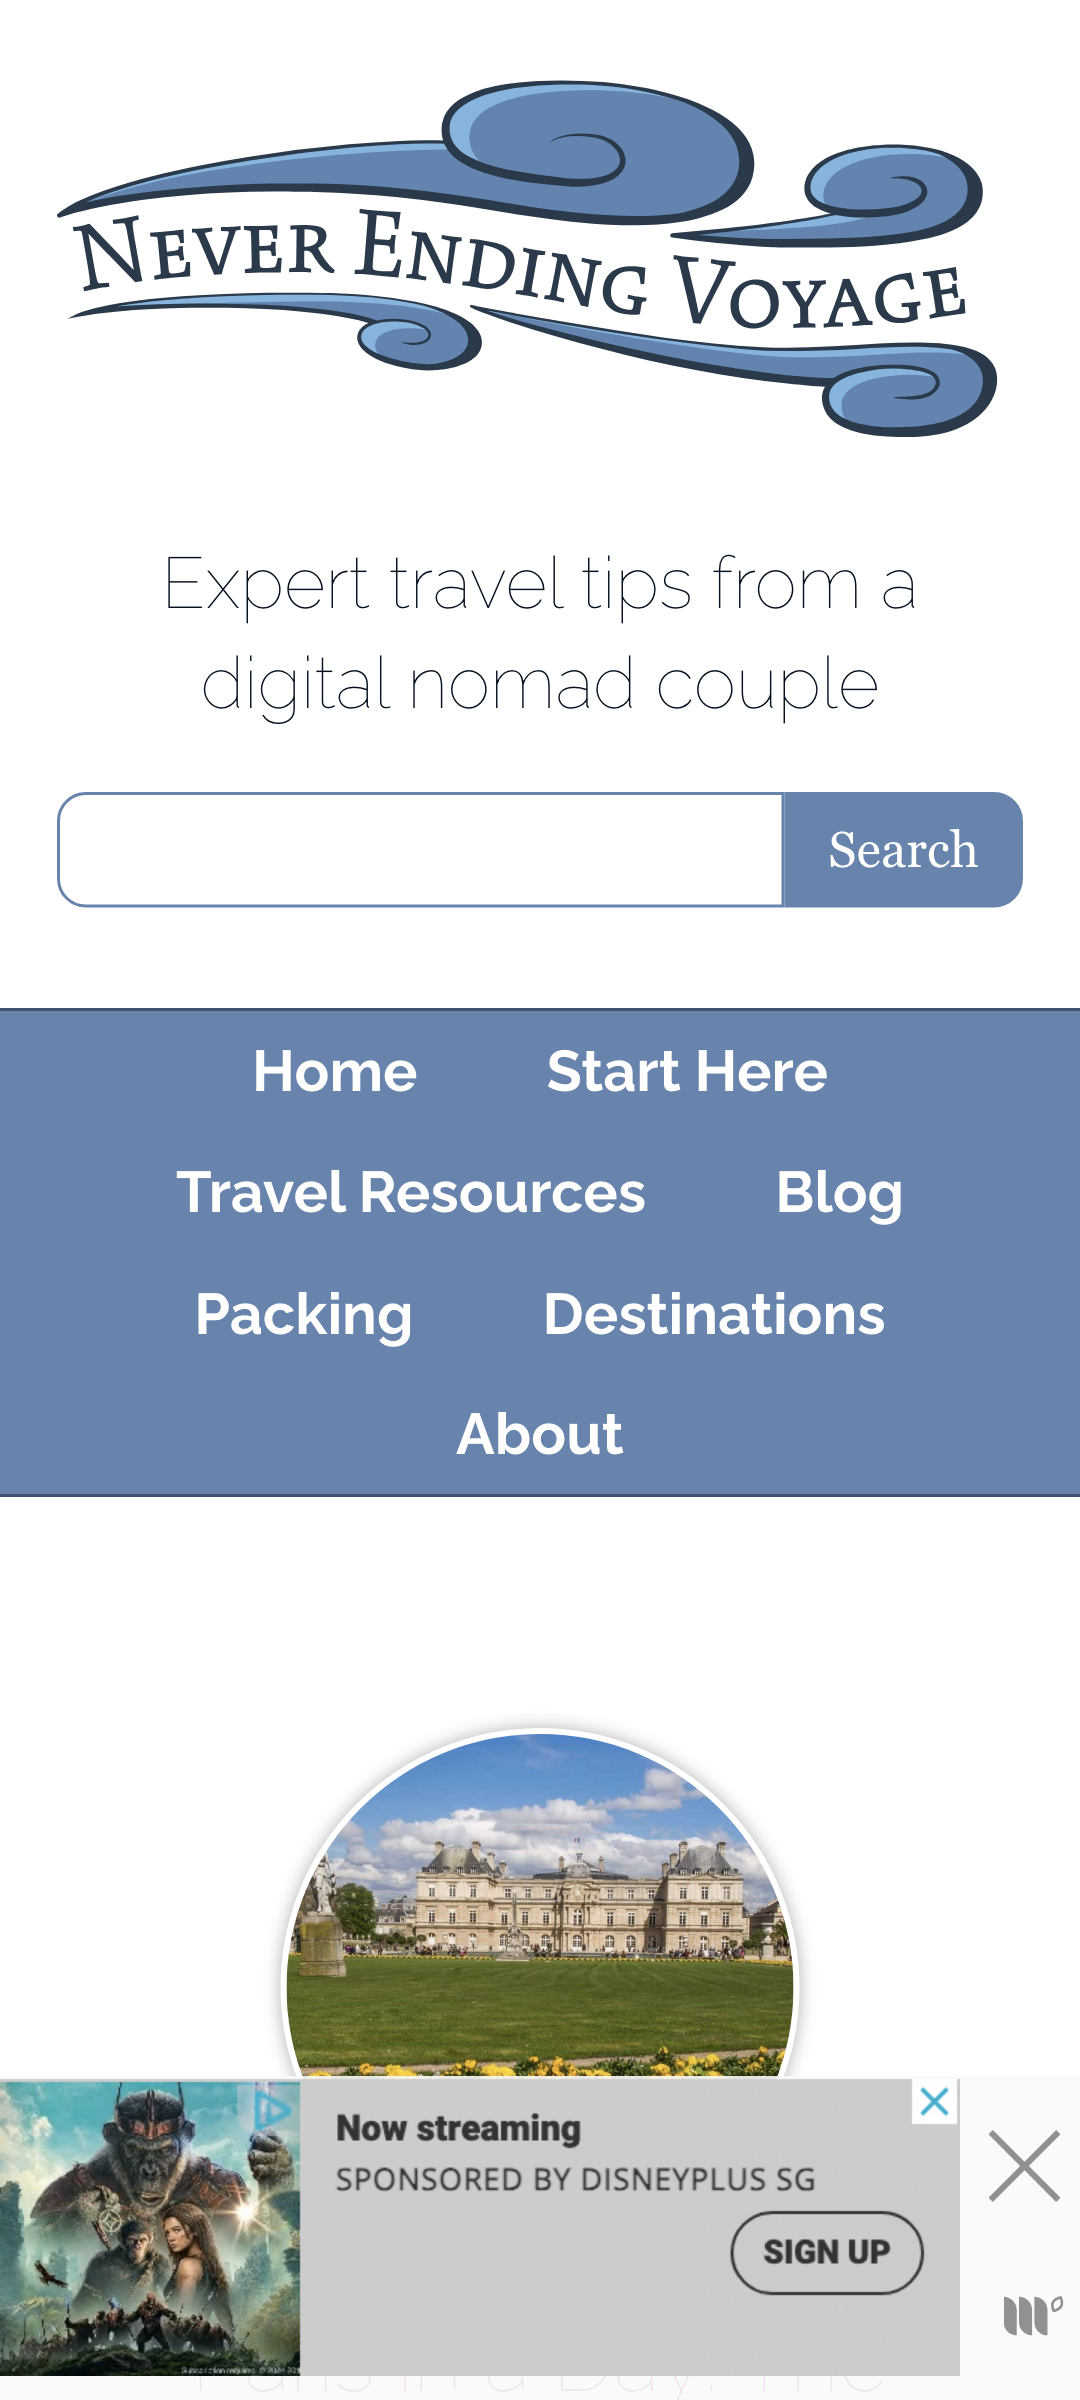 Never Ending Voyage
Expert travel tips from a
digital nomad couple
Search
Home Start Here
Travel Resources Blog
Packing Destinations
About
Now streaming
SPONSORED BY DISNEYPLUS SG
SIGN UP